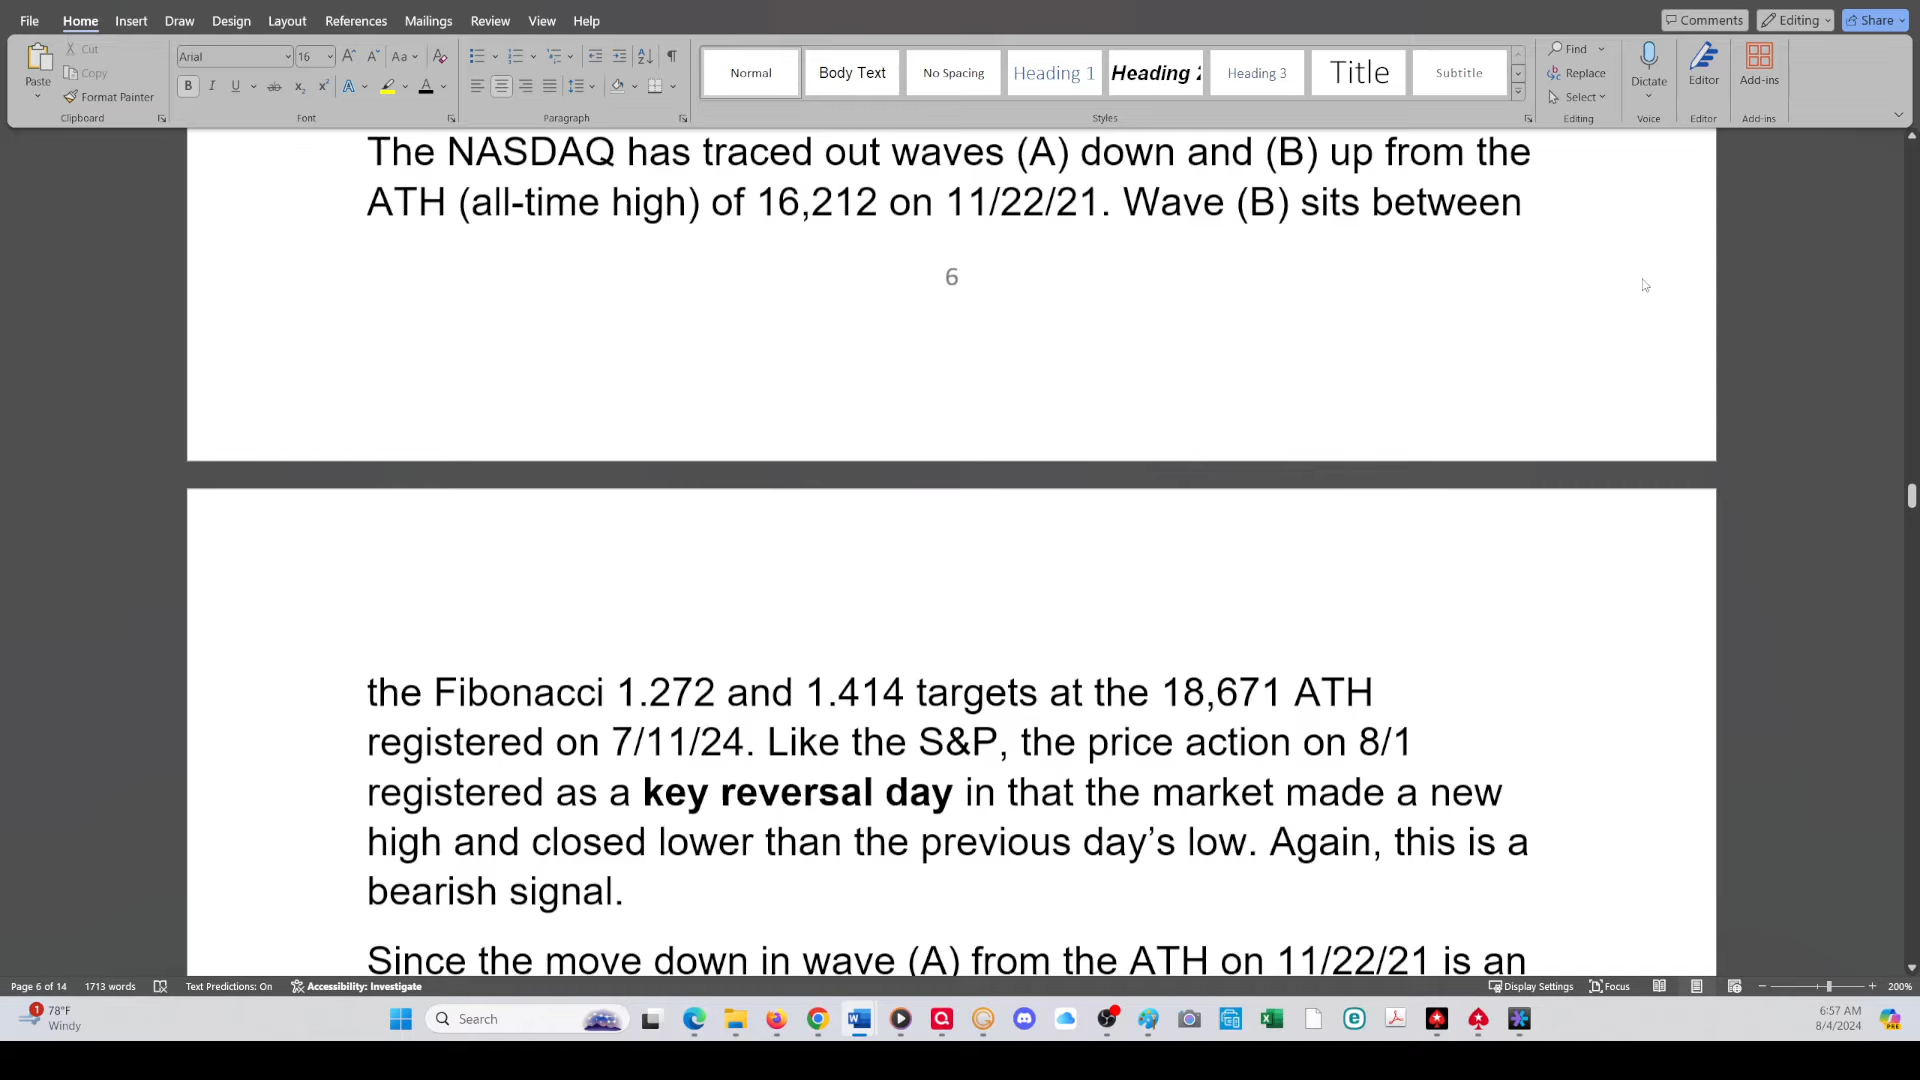 File Home Insert Draw Design Layout References Mailings Review View Help Comments Editing Share
Paste
Cut
Copy
Format Painter
Clipboard
Arial 16
Font
Paragraph
Normal Body Text No Spacing Heading 1 Heading 2 Heading 3 Title Subtitle
Styles
Find
Replace
Select
Editing
Dictate
Voice
Editor
Editor
Add-ins
Add-ins
The NASDAQ has traced out waves (A) down and (B) up from the
ATH (all-time high) of 16,212 on 11/22/21. Wave (B) sits between
6
the Fibonacci 1.272 and 1.414 targets at the 18,671 ATH
registered on 7/11/24. Like the S&P, the price action on 8/1
registered as a key reversal day in that the market made a new
high and closed lower than the previous day’s low. Again, this is a
bearish signal.
Since the move down in wave (A) from the ATH on 11/22/21 is an
Page 6 of 14 1713 words Text Predictions: On Accessibility: Investigate Display Settings Focus 200%
1
78°F
Windy
Search
6:57 AM
8/4/2024